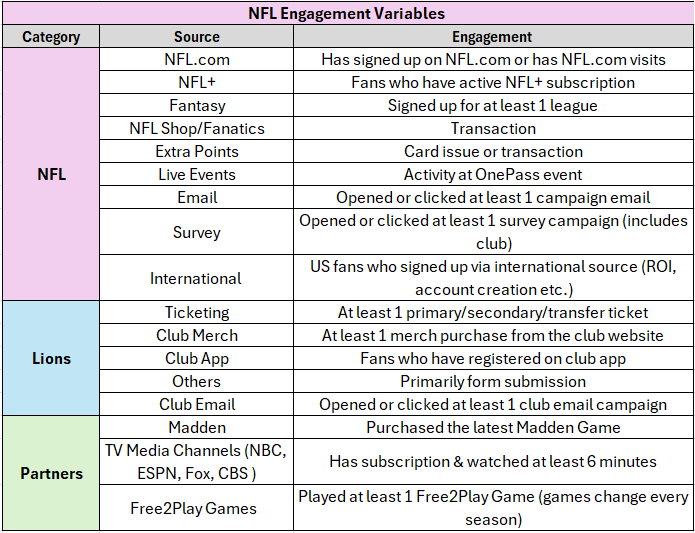 NFL Engagement Variables
Category Source Engagement
NFL
NFL.com Has signed up on NFL.com or has NFL.com visits
NFL+ Fans who have active NFL+ subscription
Fantasy Signed up for at least 1 league
NFL Shop/Fanatics Transaction
Extra Points Card issue or transaction
Live Events Activity at OnePass event
Email Opened or clicked at least 1 campaign email
Survey Opened or clicked at least 1 survey campaign (includes
club)
International US fans who signed up via international source (ROI,
account creation etc.)
Lions
Ticketing At least 1 primary/secondary/transfer ticket
Club Merch At least 1 merch purchase from the club website
Club App Fans who have registered on club app
Others Primarily form submission
Club Email Opened or clicked at least 1 club email campaign
Partners
Madden Purchased the latest Madden Game
TV Media Channels (NBC,
ESPN, Fox, CBS ) Has subscription & watched at least 6 minutes
Free2Play Games Played at least 1 Free2Play Game (games change every
season)